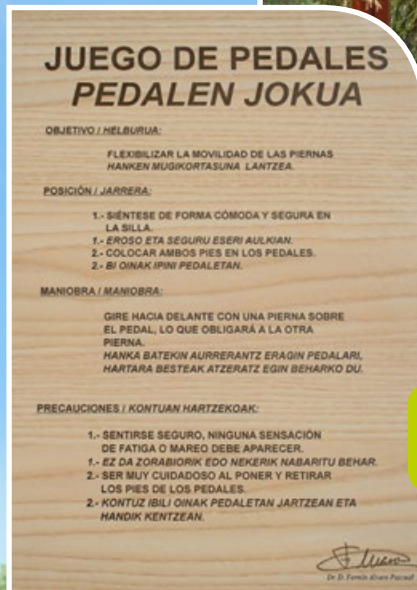 JUEGO DE PEDALES
PEDALEN JOKUA
OBJETIVO / HELBURUA:
FLEXIBILIZAR LA MOVILIDAD DE LAS PIERNAS
HANKEN MUGIKORTASUNA LANTZEA.
POSICIÓN / JARRERA:
1.- SIÉNTESE DE FORMA CÓMODA Y SEGURA EN
LA SILLA.
1.- EROSO ETA SEGURU ESERI AULKIAN.
2.- COLOCAR AMBOS PIES EN LOS PEDALES.
2.- BI OINAK IPINI PEDALETAN.
MANIOBRA / MANIOBRA:
GIRE HACIA DELANTE CON UNA PIERNA SOBRE
EL PEDAL, LO QUE OBLIGARÁ A LA OTRA
PIERNA.
HANKA BATEKIN AURRERANTZ ERAGIN PEDALARI,
HARTARA BESTEAK ATZERATZ EGIN BEHARKO DU.
PRECAUCIONES / KONTUAN HARTZEKOAK:
1.- SENTIRSE SEGURO, NINGUNA SENSACIÓN
DE FATIGA O MAREO DEBE APARECER.
1.- EZ DA ZORABIORIK EDO NEKERIK NABARITU BEHAR.
2.- SER MUY CUIDADOSO AL PONER Y RETIRAR
LOS PIES DE LOS PEDALES.
2.- KONTUZ IBILI OINAK PEDALETAN JARTZEAN ETA
HANDIK KENTZEAN.
Dr. D. Fermín Alvaro Pascual